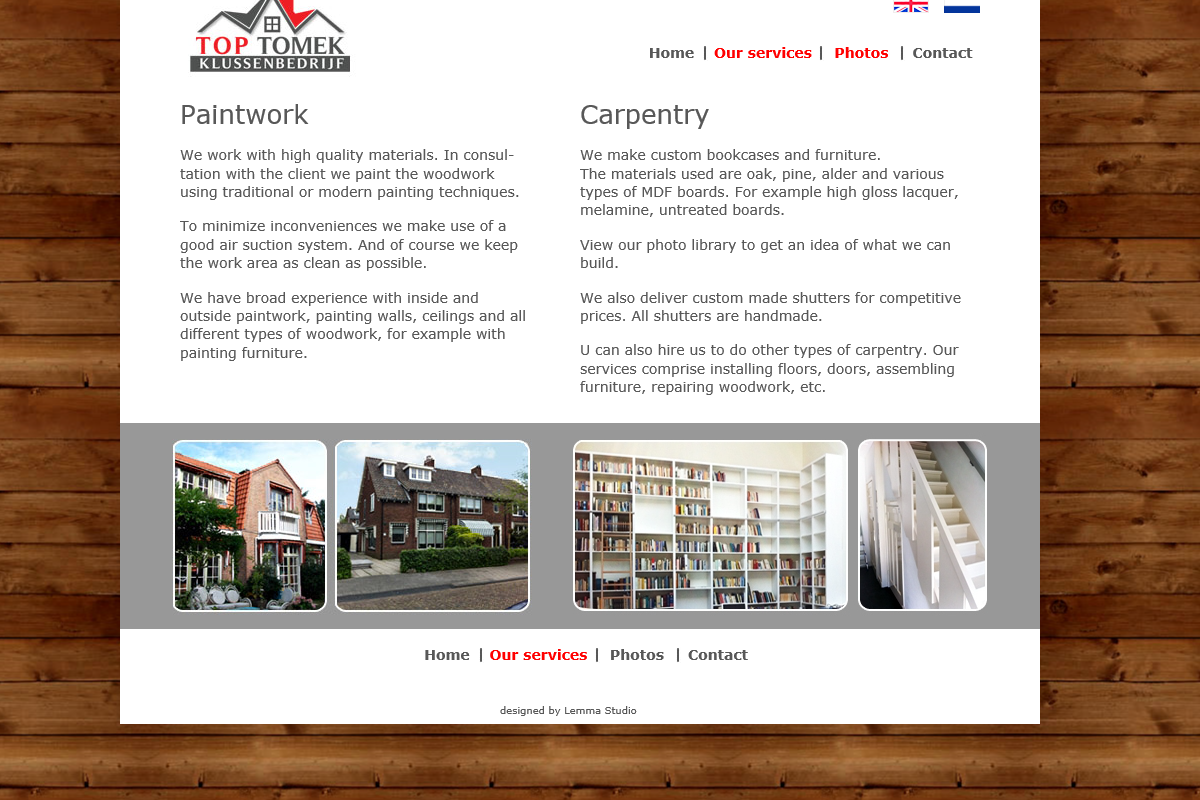 TOP TOMEK
KLUSSENBEDRIJF
Home | Our services | Photos | Contact
Paintwork
We work with high quality materials. In consul-
tation with the client we paint the woodwork
using traditional or modern painting techniques.
To minimize inconveniences we make use of a
good air suction system. And of course we keep
the work area as clean as possible.
We have broad experience with inside and
outside paintwork, painting walls, ceilings and all
different types of woodwork, for example with
painting furniture.
Carpentry
We make custom bookcases and furniture.
The materials used are oak, pine, alder and various
types of MDF boards. For example high gloss lacquer,
melamine, untreated boards.
View our photo library to get an idea of what we can
build.
We also deliver custom made shutters for competitive
prices. All shutters are handmade.
U can also hire us to do other types of carpentry. Our
services comprise installing floors, doors, assembling
furniture, repairing woodwork, etc.
Home | Our services | Photos | Contact
designed by Lemma Studio